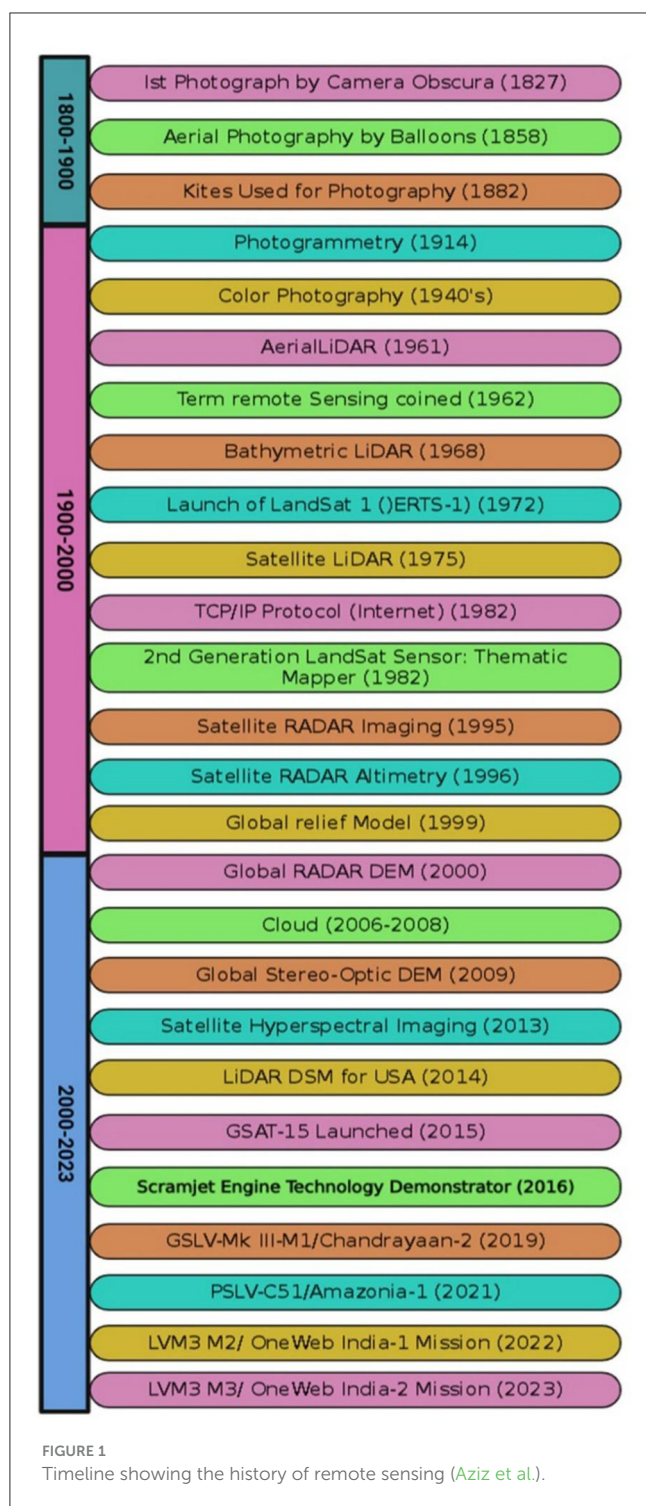 1800-1900
Ist Photograph by Camera Obscura (1827)
Aerial Photography by Balloons (1858)
Kites Used for Photography (1882)
1900-2000
Photogrammetry (1914)
Color Photography (1940's)
AerialLiDAR (1961)
Term remote Sensing coined (1962)
Bathymetric LiDAR (1968)
Launch of LandSat 1 ()ERTS-1) (1972)
Satellite LiDAR (1975)
TCP/IP Protocol (Internet) (1982)
2nd Generation LandSat Sensor: Thematic
Mapper (1982)
Satellite RADAR Imaging (1995)
Satellite RADAR Altimetry (1996)
Global relief Model (1999)
2000-2023
Global RADAR DEM (2000)
Cloud (2006-2008)
Global Stereo-Optic DEM (2009)
Satellite Hyperspectral Imaging (2013)
LiDAR DSM for USA (2014)
GSAT-15 Launched (2015)
Scramjet Engine Technology Demonstrator (2016)
GSLV-Mk III-M1/Chandrayaan-2 (2019)
PSLV-C51/Amazonia-1 (2021)
LVM3 M2/ OneWeb India-1 Mission (2022)
LVM3 M3/ OneWeb India-2 Mission (2023)
FIGURE 1
Timeline showing the history of remote sensing (Aziz et al.).